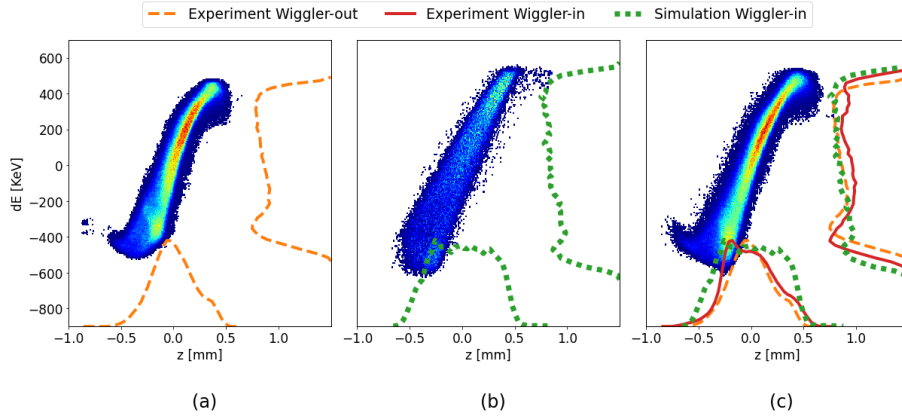 Experiment Wiggler-out Experiment Wiggler-in Simulation Wiggler-in
600
400
200
0
−200
−400
−600
−800
dE [KeV]
−1.0 −0.5 0.0 0.5 1.0 −1.0 −0.5 0.0 0.5 1.0 −1.0 −0.5 0.0 0.5 1.0
z [mm] z [mm] z [mm]
(a) (b) (c)